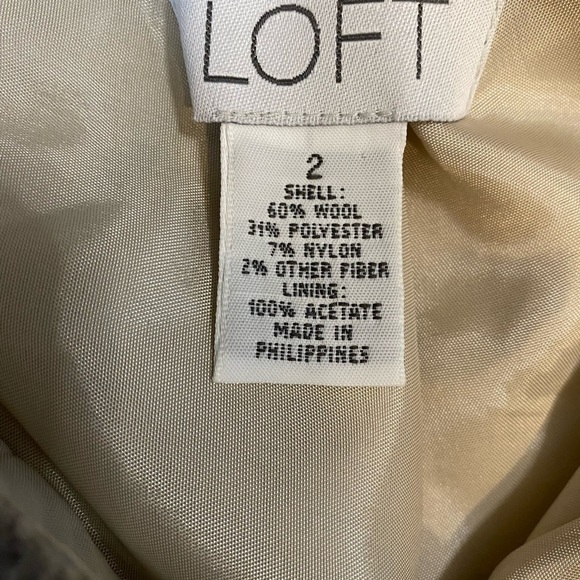 LOFT
2
SHELL:
60% WOOL
31% POLYESTER
7% NYLON
2% OTHER FIBER
LINING:
100% ACETATE
MADE IN
PHILIPPINES